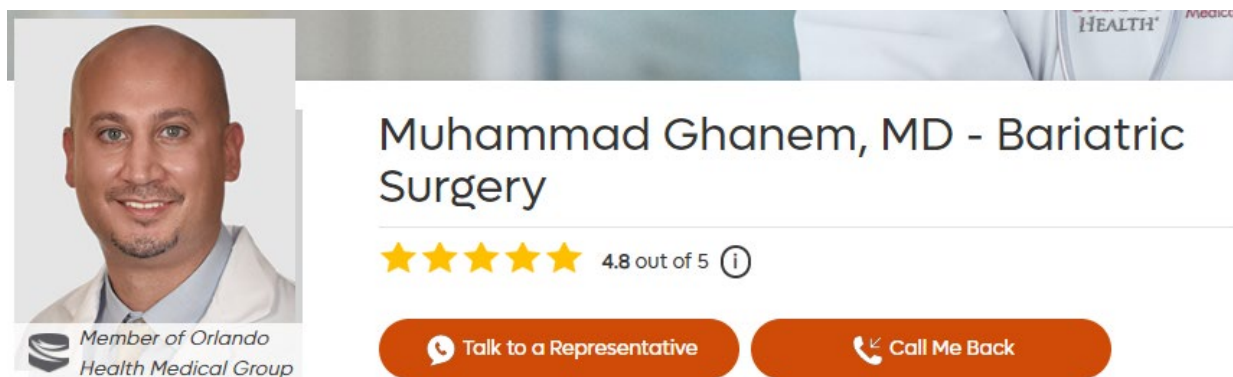 HEALTH
Muhammad Ghanem, MD - Bariatric
Surgery
4.8 out of 5 i
Talk to a Representative
Call Me Back
Member of Orlando
Health Medical Group